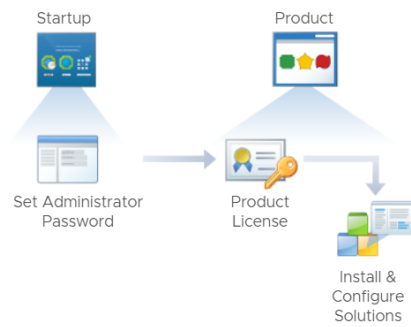 Startup
Product
Set Administrator
Password
Product
License
Install &
Configure
Solutions